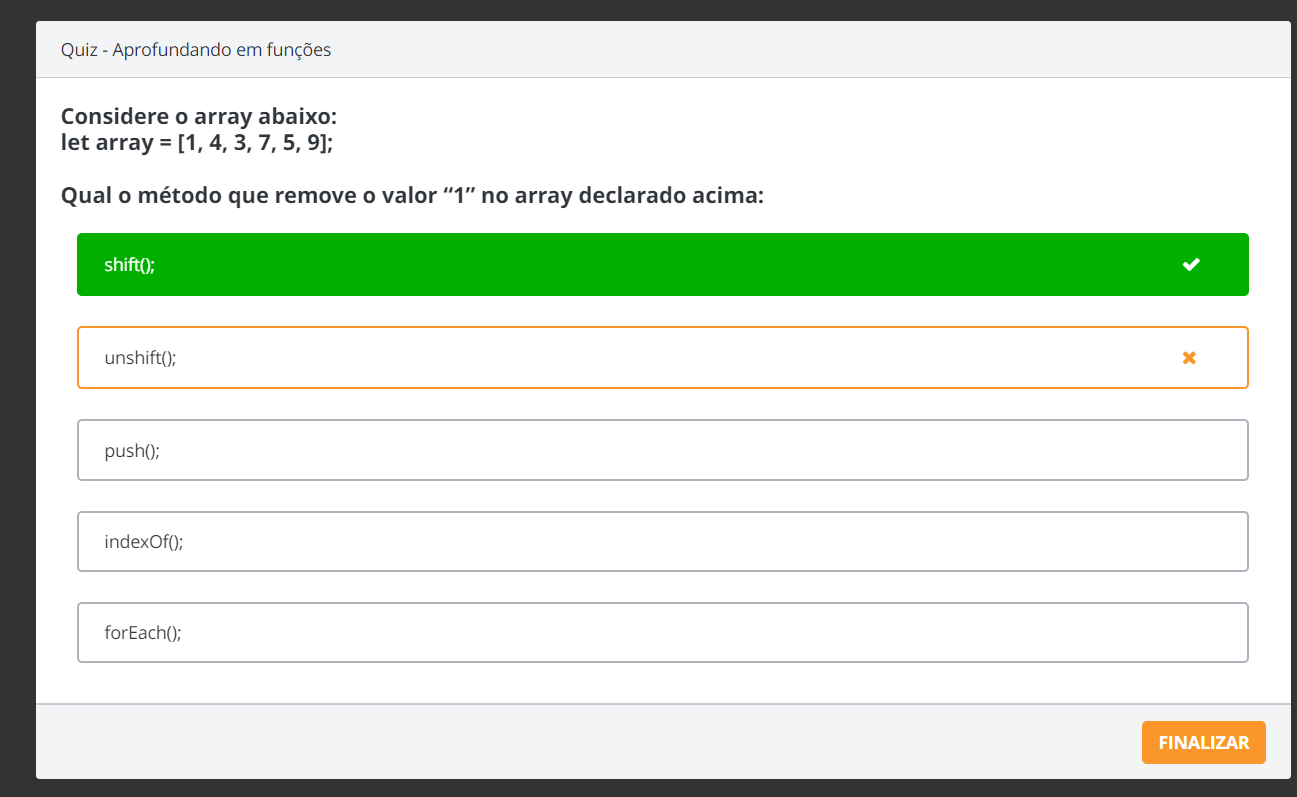 Quiz - Aprofundando em funções
Considere o array abaixo:
let array = [1, 4, 3, 7, 5, 9];
Qual o método que remove o valor “1” no array declarado acima:
shift();
unshift();
push();
indexOf();
forEach();
FINALIZAR